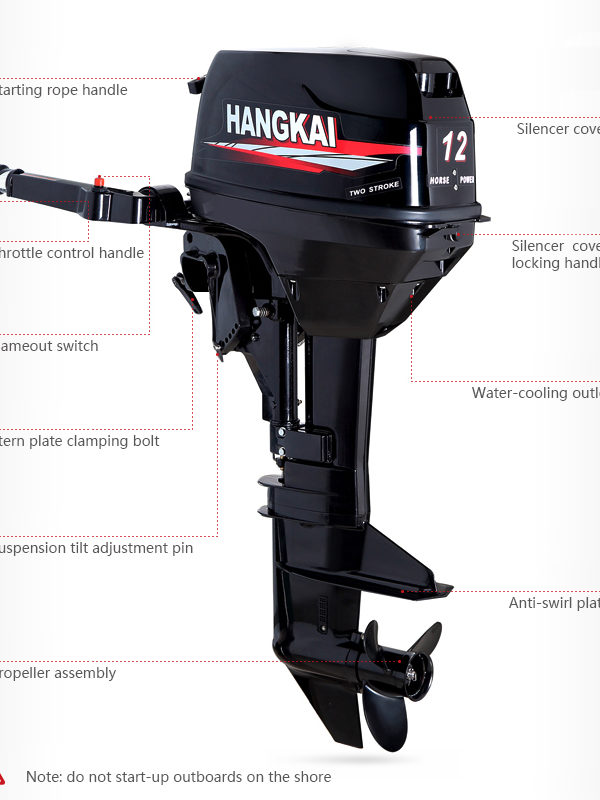 tarting rope handle
HANGKAI
Silencer cove
12
HORSE POWER
TWO STROKE
hrottle control handle
Silencer cove
locking handl
lameout switch
Water-cooling outl
tern plate clamping bolt
uspension tilt adjustment pin
Anti-swirl plat
ropeller assembly
Note: do not start-up outboards on the shore